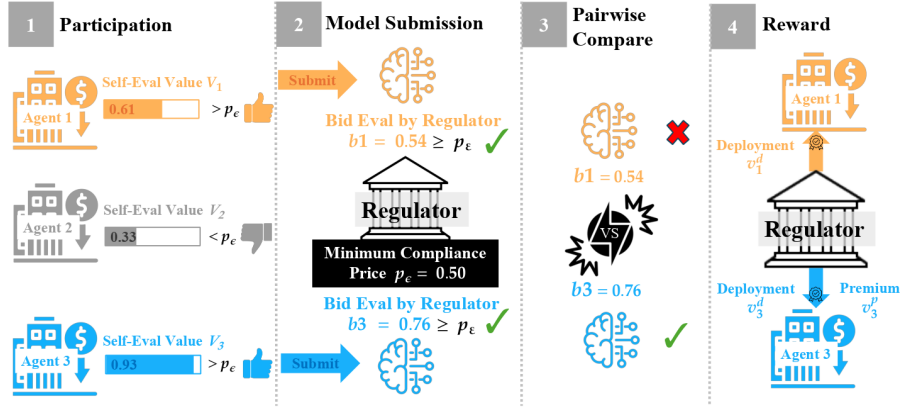 1 Participation
Self-Eval Value V₁
Agent 1
0.61
> pϵ
Self-Eval Value V₂
Agent 2
0.33
< pϵ
Self-Eval Value V₃
Agent 3
0.93
> pϵ
2 Model Submission
Submit
Bid Eval by Regulator
b1 = 0.54 ≥ pε
Regulator
Minimum Compliance
Price pϵ = 0.50
Bid Eval by Regulator
b3 = 0.76 ≥ pε
Submit
3 Pairwise
Compare
b1 = 0.54
VS
b3 = 0.76
4 Reward
Agent 1
Deployment
v₁ᵈ
Regulator
Deployment
v₃ᵈ
Premium
v₃ᵖ
Agent 3